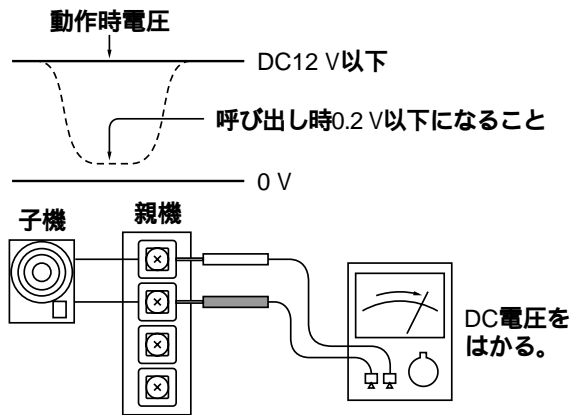 動作時電圧
DC12 V以下
呼び出し時0.2 V以下になること
0 V
子機
親機
DC電圧を
はかる。